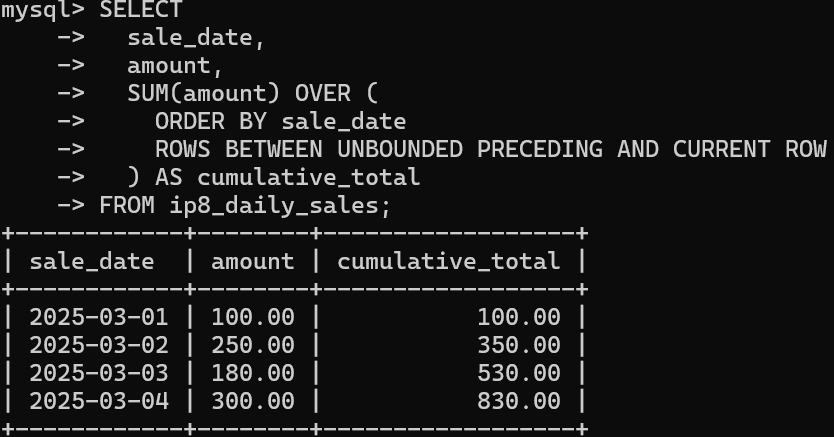 mysql> SELECT
    ->   sale_date,
    ->   amount,
    ->   SUM(amount) OVER (
    ->     ORDER BY sale_date
    ->     ROWS BETWEEN UNBOUNDED PRECEDING AND CURRENT ROW
    ->   ) AS cumulative_total
    -> FROM ip8_daily_sales;
+------------+--------+------------------+
| sale_date  | amount | cumulative_total |
+------------+--------+------------------+
| 2025-03-01 | 100.00 |           100.00 |
| 2025-03-02 | 250.00 |           350.00 |
| 2025-03-03 | 180.00 |           530.00 |
| 2025-03-04 | 300.00 |           830.00 |
+------------+--------+------------------+